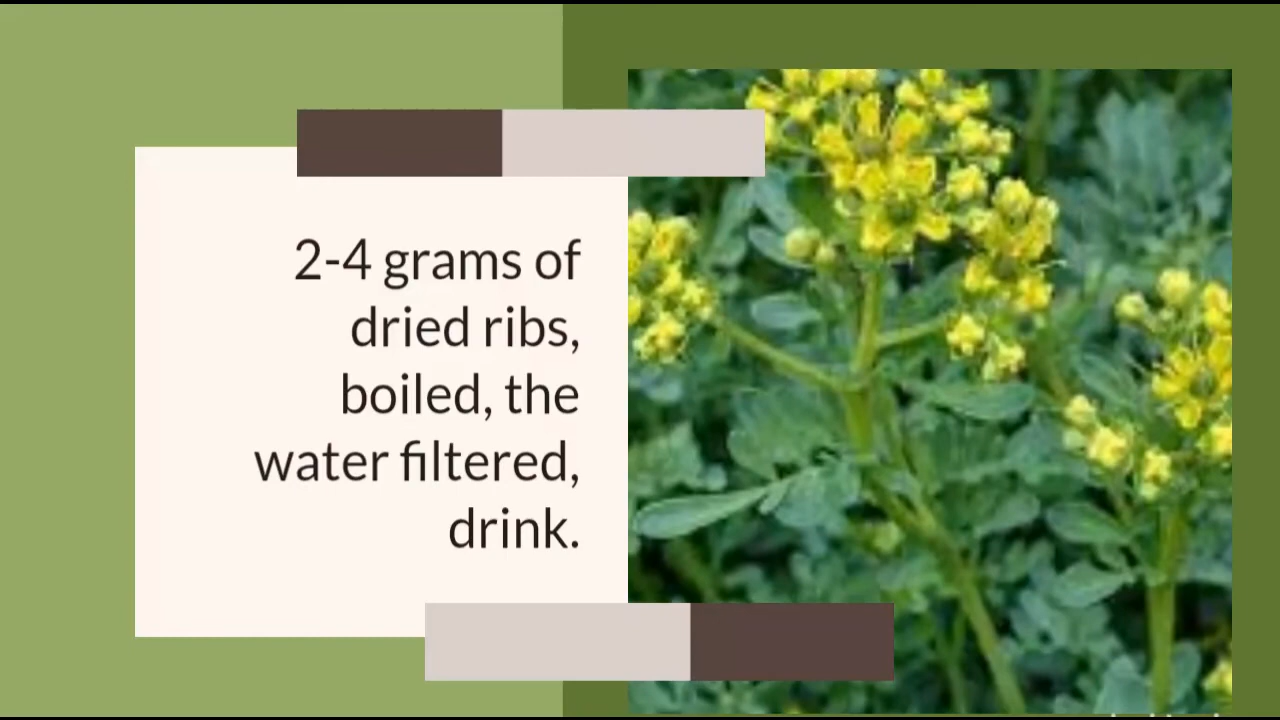 2-4 grams of
dried ribs,
boiled, the
water filtered,
drink.